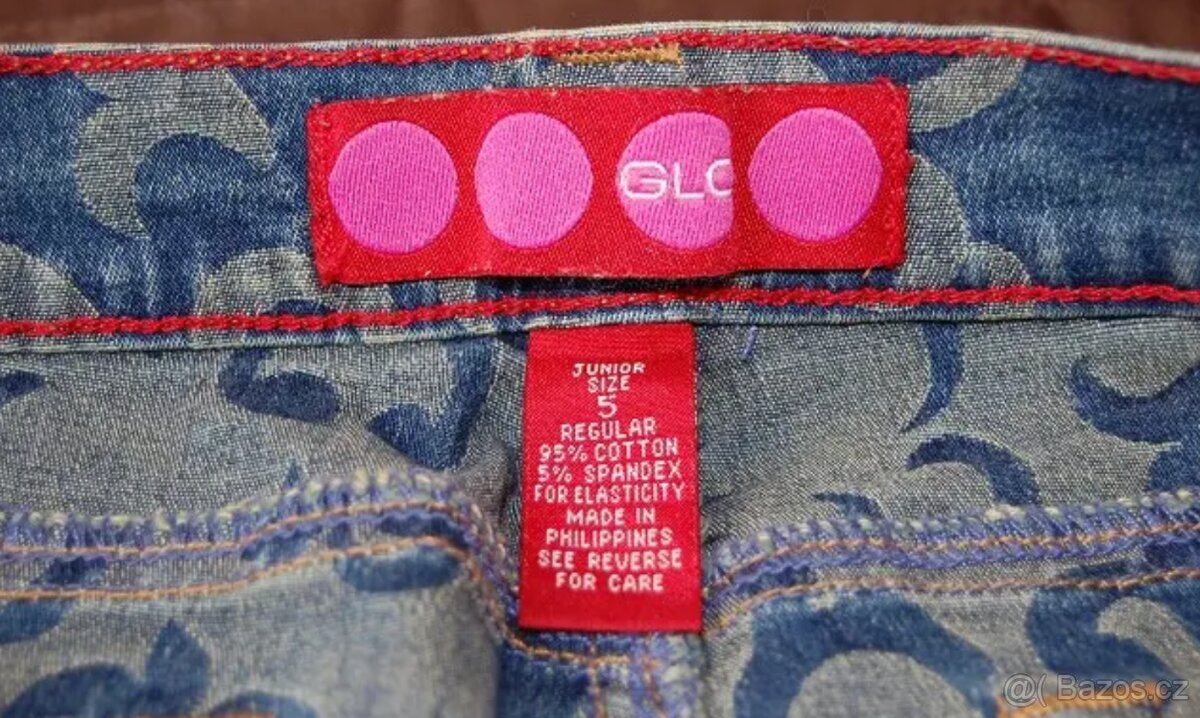 GLO
JUNIOR
SIZE
5
REGULAR
95% COTTON
5% SPANDEX
FOR ELASTICITY
MADE IN
PHILIPPINES
SEE REVERSE
FOR CARE
@( Bazos.cz